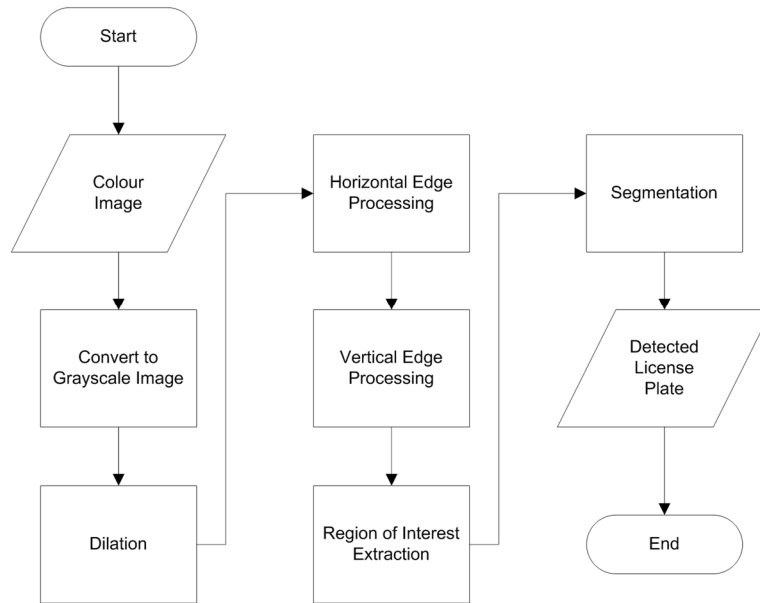 Start
Colour
Image
Convert to
Grayscale Image
Dilation
Horizontal Edge
Processing
Vertical Edge
Processing
Region of Interest
Extraction
Segmentation
Detected
License
Plate
End